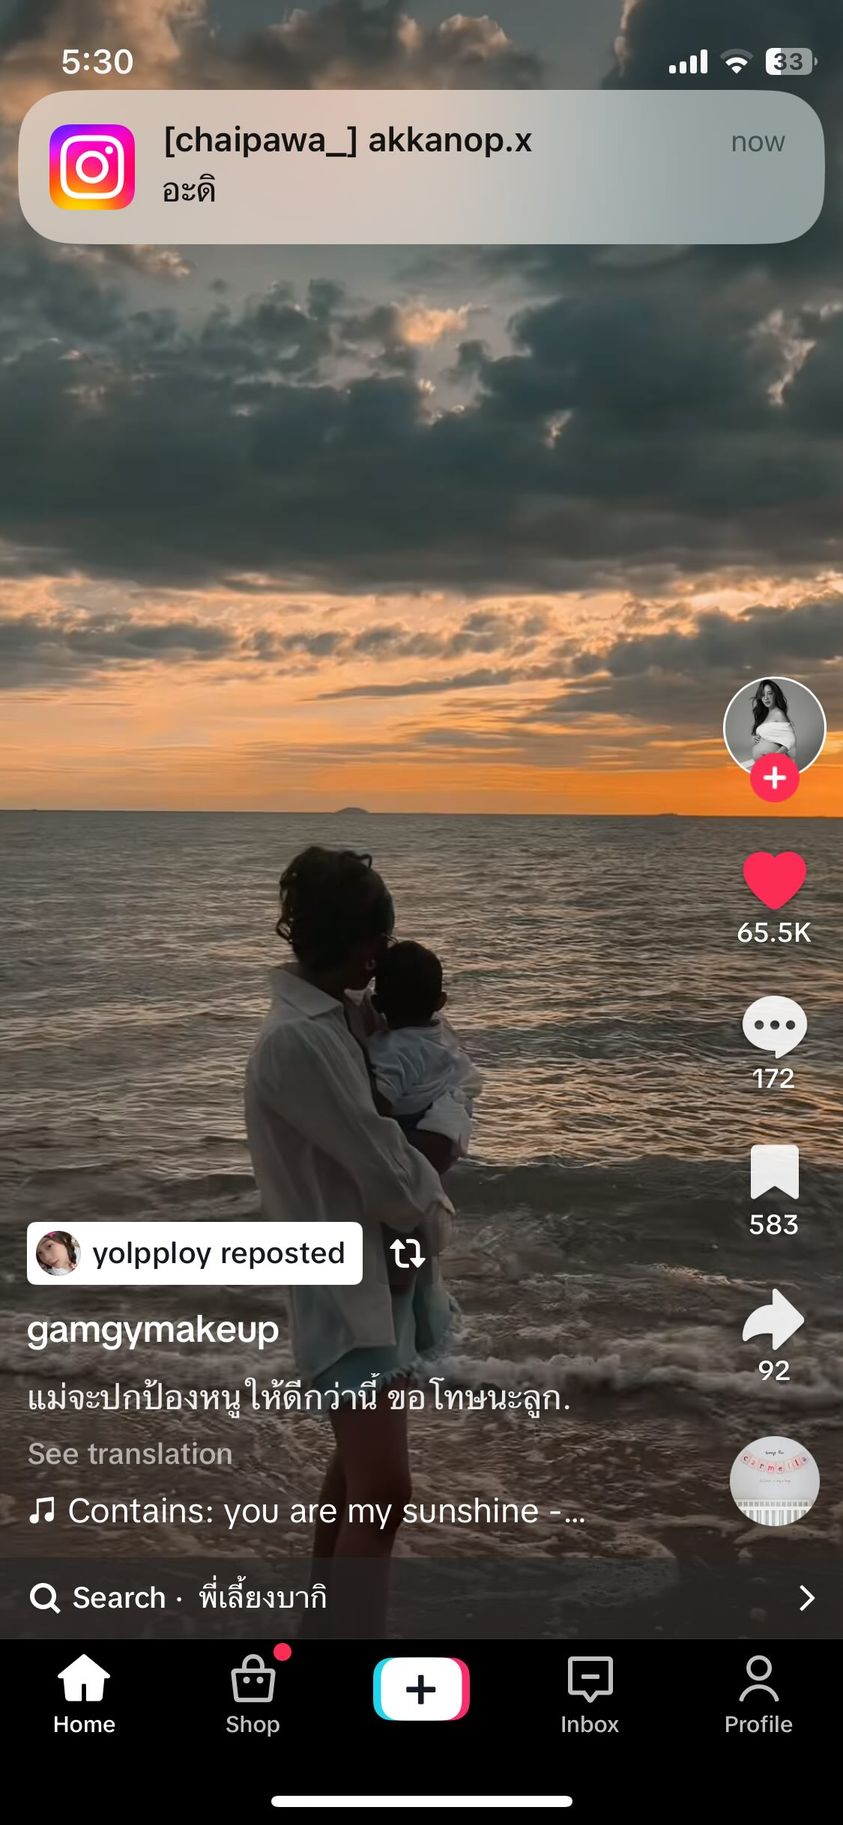 5:30
33
[chaipawa_] akkanop.x
now
อะดิ
65.5K
172
583
92
yolpploy reposted
gamgymakeup
แม่จะปกป้องหนูให้ดีกว่านี้ ขอโทษนะลูก.
See translation
Contains: you are my sunshine -...
Search · พี่เลี้ยงบากิ
Home
Shop
Inbox
Profile